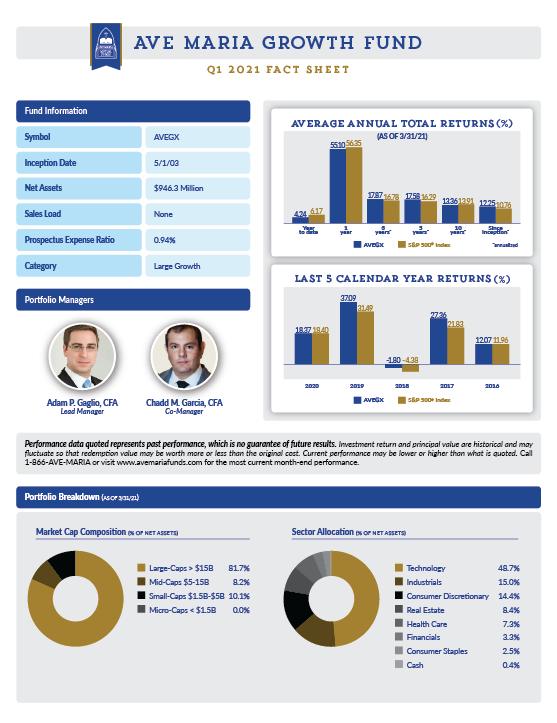 AVE MARIA GROWTH FUND
Q1 2021 FACT SHEET
Fund Information
Symbol AVEGX
Inception Date 5/1/03
Net Assets $946.3 Million
Sales Load None
Prospectus Expense Ratio 0.94%
Category Large Growth
Portfolio Managers
Adam P. Gaglio, CFA
Lead Manager
Chadd M. Garcia, CFA
Co-Manager
AVERAGE ANNUAL TOTAL RETURNS (%)
(AS OF 3/31/21)
4.24 6.17 55.10 56.35 17.87 16.78 17.58 16.29 13.36 13.91 12.25 10.76
Year to date
1 year
years*
5 years*
10 years*
Since Inception*
AVEGX S&P 500® Index *annualized
LAST 5 CALENDAR YEAR RETURNS (%)
18.37 18.40 37.09 31.49 -1.80 -4.38 27.36 21.83 12.07 11.96
2020 2019 2018 2017 2016
AVEGX S&P 500® Index
Performance data quoted represents past performance, which is no guarantee of future results. Investment return and principal value are historical and may
fluctuate so that redemption value may be worth more or less than the original cost. Current performance may be lower or higher than what is quoted. Call
1-866-AVE-MARIA or visit www.avemariafunds.com for the most current month-end performance.
Portfolio Breakdown (AS OF 3/31/21)
Market Cap Composition (% OF NET ASSETS)
Large-Caps > $15B 81.7%
Mid-Caps $5-15B 8.2%
Small-Caps $1.5B-$5B 10.1%
Micro-Caps < $1.5B 0.0%
Sector Allocation (% OF NET ASSETS)
Technology 48.7%
Industrials 15.0%
Consumer Discretionary 14.4%
Real Estate 8.4%
Health Care 7.3%
Financials 3.3%
Consumer Staples 2.5%
Cash 0.4%